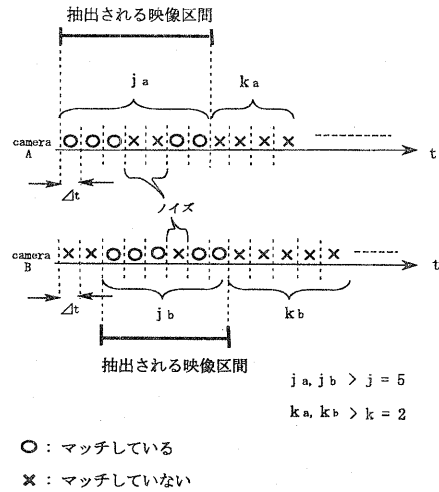 抽出される映像区間
j a
k a
camera A
○○○××○○××××
t
⊿t
ノイズ
camera B
××○○○×○○×××××
t
⊿t
j b
k b
抽出される映像区間
j a, j b > j = 5
k a, k b > k = 2
○ : マッチしている
× : マッチしていない